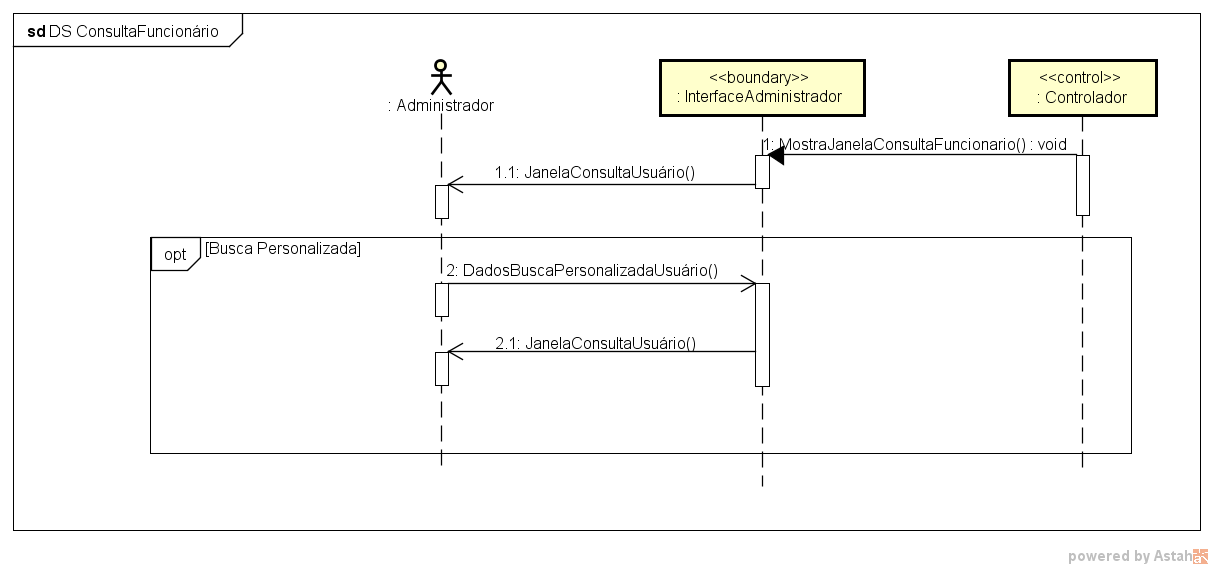 sd DS ConsultaFuncionário
<<boundary>>
: InterfaceAdministrador
<<control>>
: Controlador
: Administrador
1: MostraJanelaConsultaFuncionario() : void
1.1: JanelaConsultaUsuário()
opt [Busca Personalizada]
2: DadosBuscaPersonalizadaUsuário()
2.1: JanelaConsultaUsuário()
powered by Astah